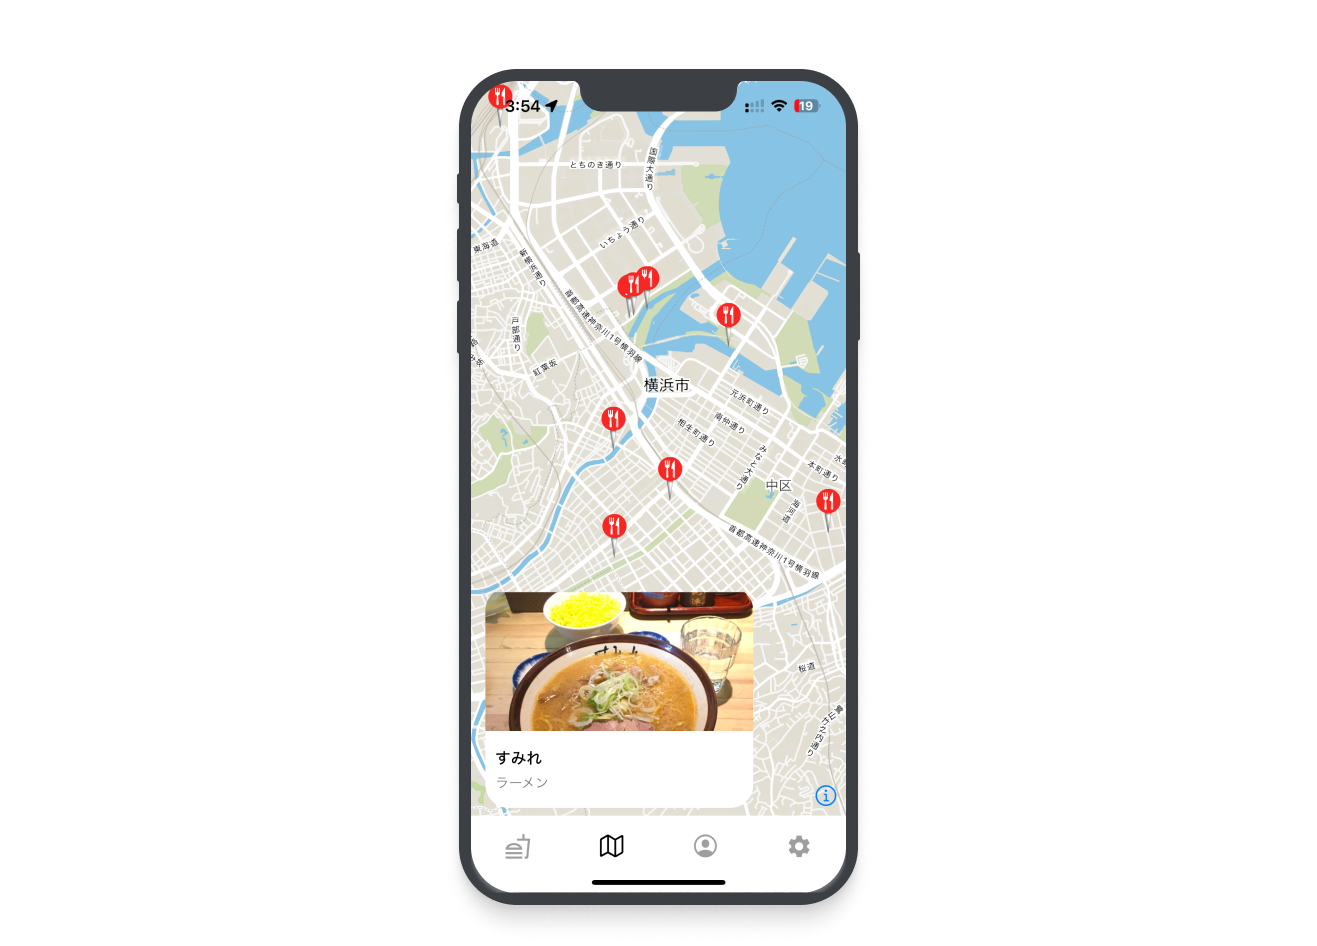 3:54
19
とちのき通り
国際大通り
いちょう通り
東海道
新横浜通り
首都高速神奈川1号横羽線
戸部通り
紅葉坂
横浜市
元浜町通り
南仲通り
相生町通り
みなと大通り
本町通り
中区
海河道
首都高速神奈川1号横羽線
すみれ
桜道
すみれ
ラーメン